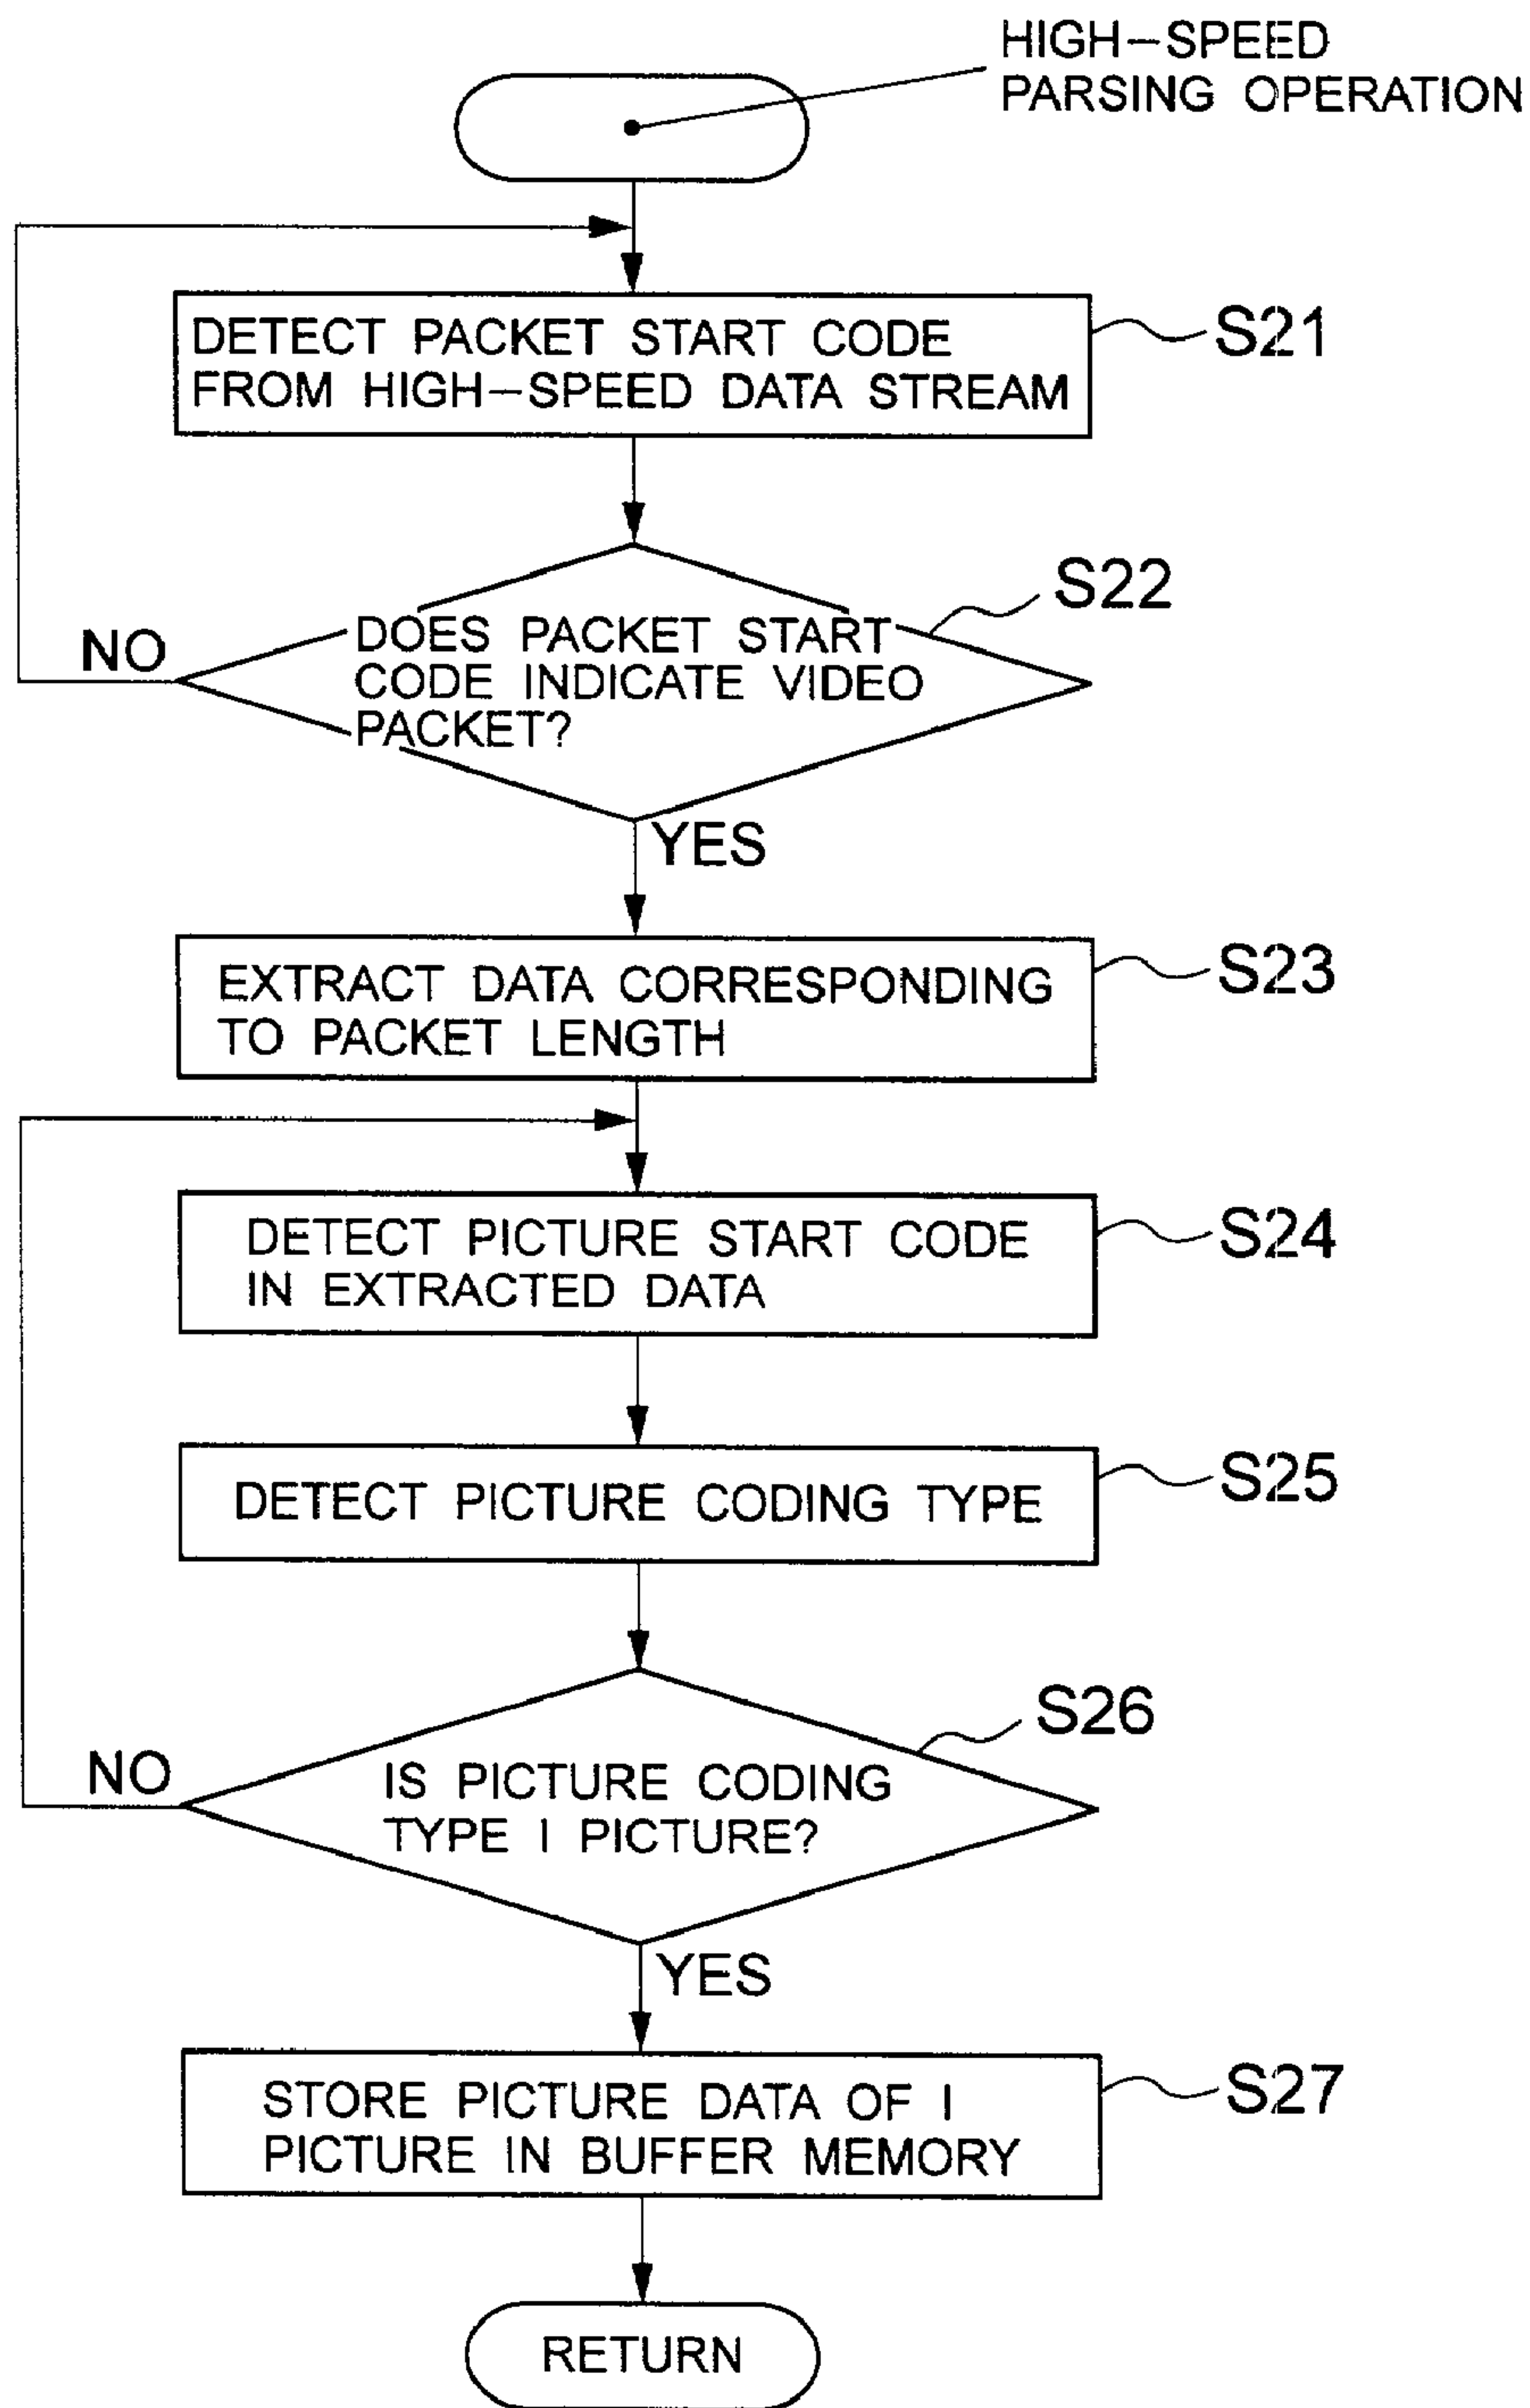 HIGH-SPEED
PARSING OPERATION
DETECT PACKET START CODE
FROM HIGH-SPEED DATA STREAM
S21
S22
DOES PACKET START
CODE INDICATE VIDEO
PACKET?
NO
YES
EXTRACT DATA CORRESPONDING
TO PACKET LENGTH
S23
DETECT PICTURE START CODE
IN EXTRACTED DATA
S24
DETECT PICTURE CODING TYPE
S25
S26
IS PICTURE CODING
TYPE I PICTURE?
NO
YES
STORE PICTURE DATA OF I
PICTURE IN BUFFER MEMORY
S27
RETURN